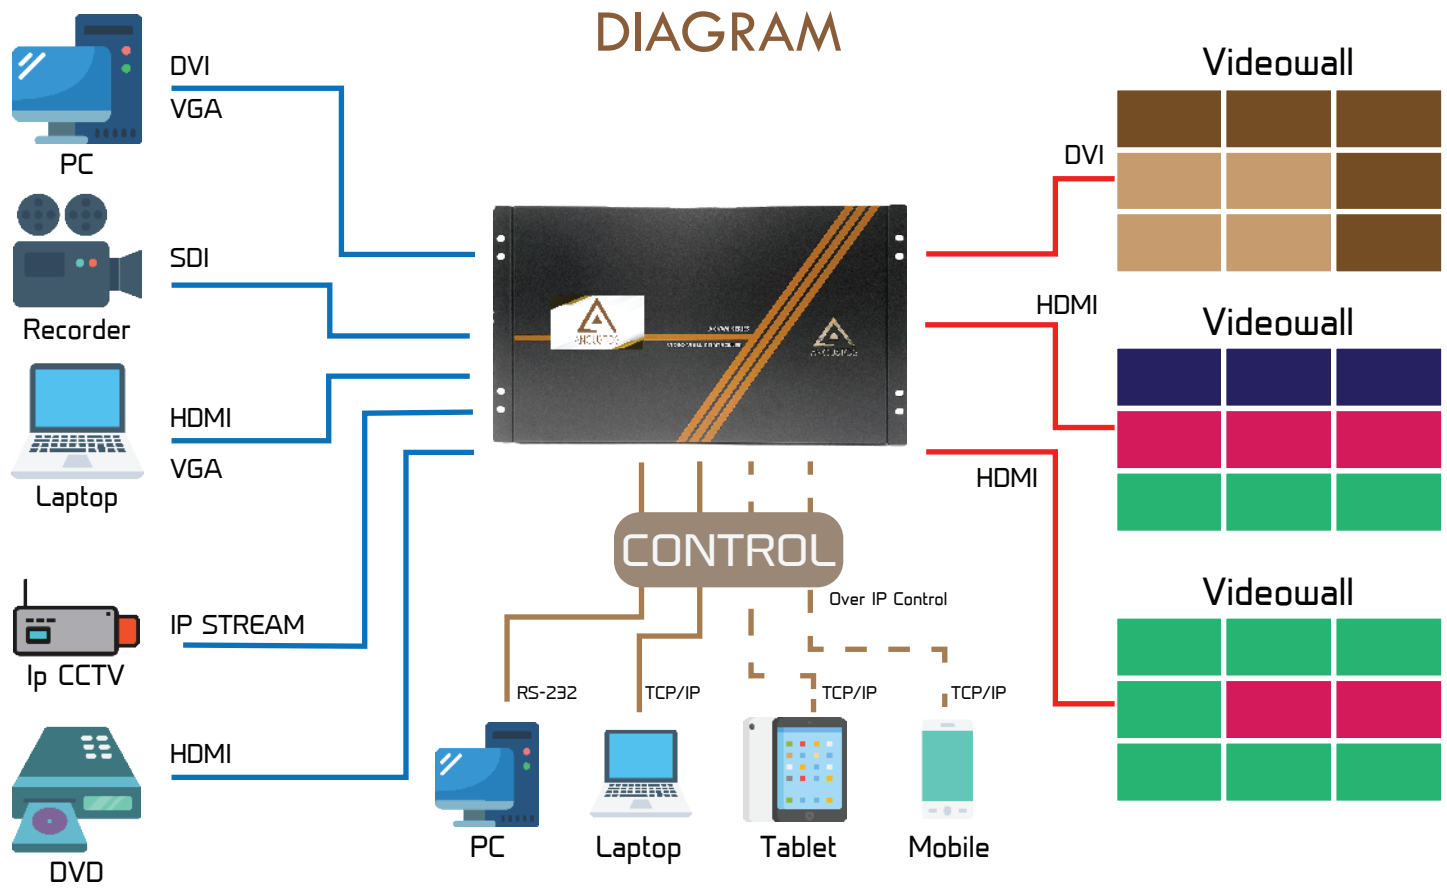 DIAGRAM
DVI
VGA
PC
SDI
Recorder
HDMI
VGA
Laptop
IP STREAM
Ip CCTV
HDMI
DVD
CONTROL
Over IP Control
RS-232
TCP/IP
TCP/IP
TCP/IP
PC
Laptop
Tablet
Mobile
DVI
Videowall
HDMI
Videowall
HDMI
Videowall